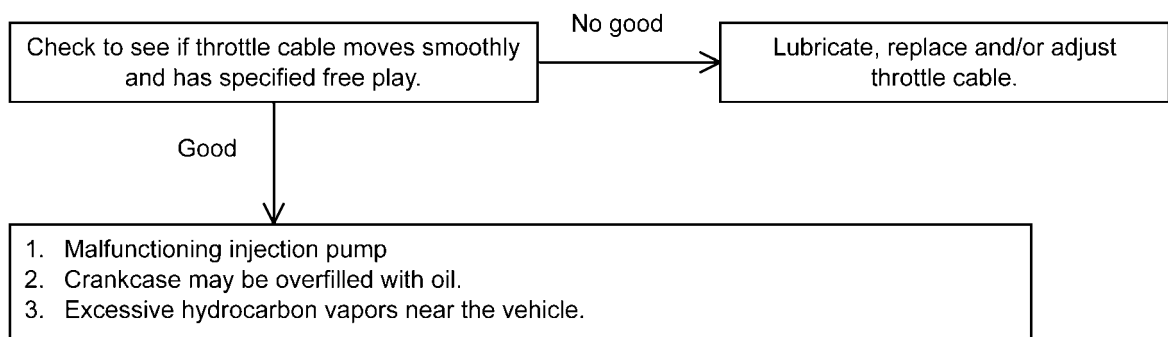 No good
Check to see if throttle cable moves smoothly
and has specified free play.
Lubricate, replace and/or adjust
throttle cable.
Good
1. Malfunctioning injection pump
2. Crankcase may be overfilled with oil.
3. Excessive hydrocarbon vapors near the vehicle.